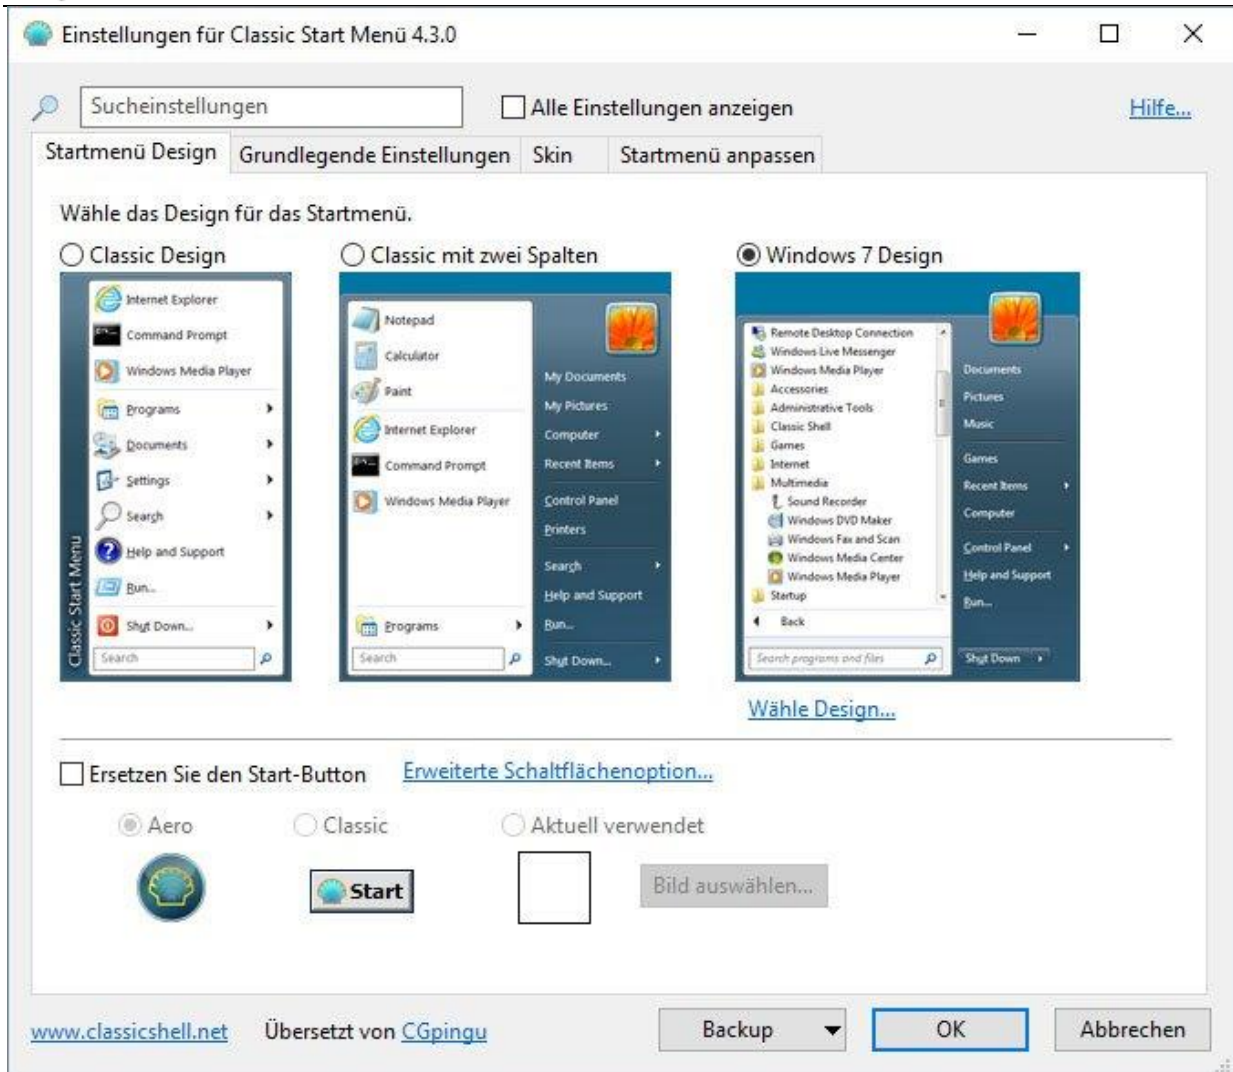 Einstellungen für Classic Start Menü 4.3.0
Sucheinstellungen
Alle Einstellungen anzeigen
Hilfe...
Startmenü Design
Grundlegende Einstellungen
Skin
Startmenü anpassen
Wähle das Design für das Startmenü.
Classic Design
Internet Explorer
Command Prompt
Windows Media Player
Programs
Documents
Settings
Search
Help and Support
Run...
Shut Down...
Search
Classic Start Menu
Classic mit zwei Spalten
Notepad
Calculator
Paint
Internet Explorer
Command Prompt
Windows Media Player
Programs
Search
My Documents
My Pictures
Computer
Recent Items
Control Panel
Printers
Search
Help and Support
Run...
Shut Down...
Windows 7 Design
Remote Desktop Connection
Windows Live Messenger
Windows Media Player
Accessories
Administrative Tools
Classic Shell
Games
Internet
Multimedia
Sound Recorder
Windows DVD Maker
Windows Fax and Scan
Windows Media Center
Windows Media Player
Startup
Back
Search programs and files
Documents
Pictures
Music
Games
Recent Items
Computer
Control Panel
Help and Support
Run...
Shut Down
Wähle Design...
Ersetzen Sie den Start-Button
Erweiterte Schaltflächenoption...
Aero
Classic
Aktuell verwendet
Start
Bild auswählen...
www.classicshell.net
Übersetzt von CGpingu
Backup
OK
Abbrechen